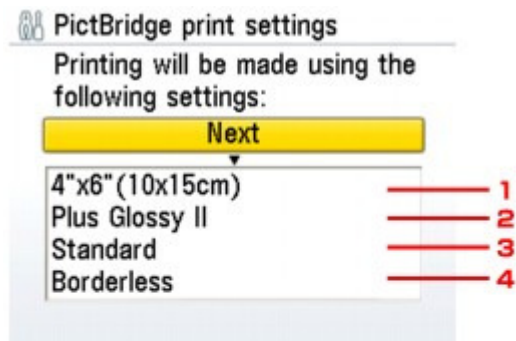 PictBridge print settings
Printing will be made using the
following settings:
Next
4"x6"(10x15cm) 1
Plus Glossy II 2
Standard 3
Borderless 4